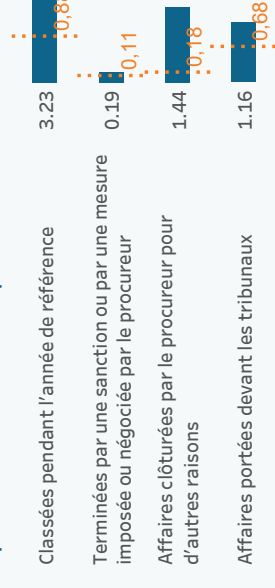 Classées pendant l'année de référence
3.23
Terminées par une sanction ou par une mesure
imposée ou négociée par le procureur
0.19
0,11
Affaires clôturées par le procureur pour
d'autres raisons
1.44
0,18
Affaires portées devant les tribunaux
1.16
0,68